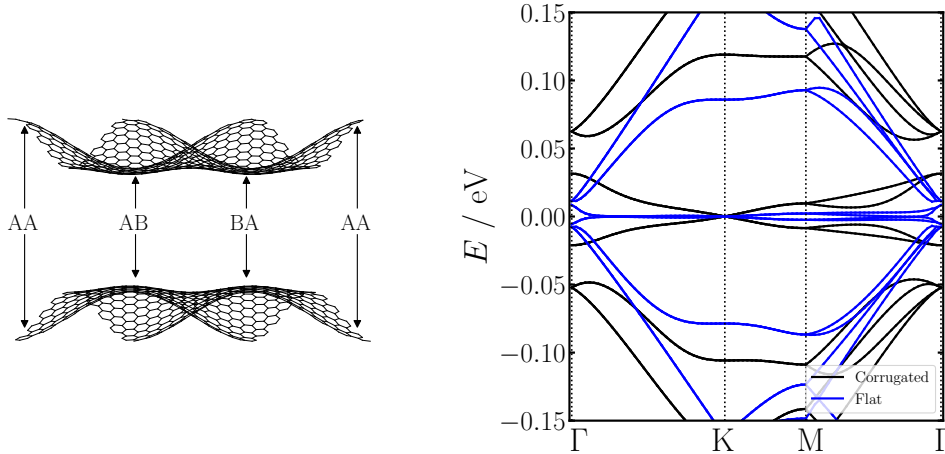 AA
AB
BA
AA
E / eV
0.15
0.10
0.05
0.00
−0.05
−0.10
−0.15
Γ
K
M
Γ
Corrugated
Flat